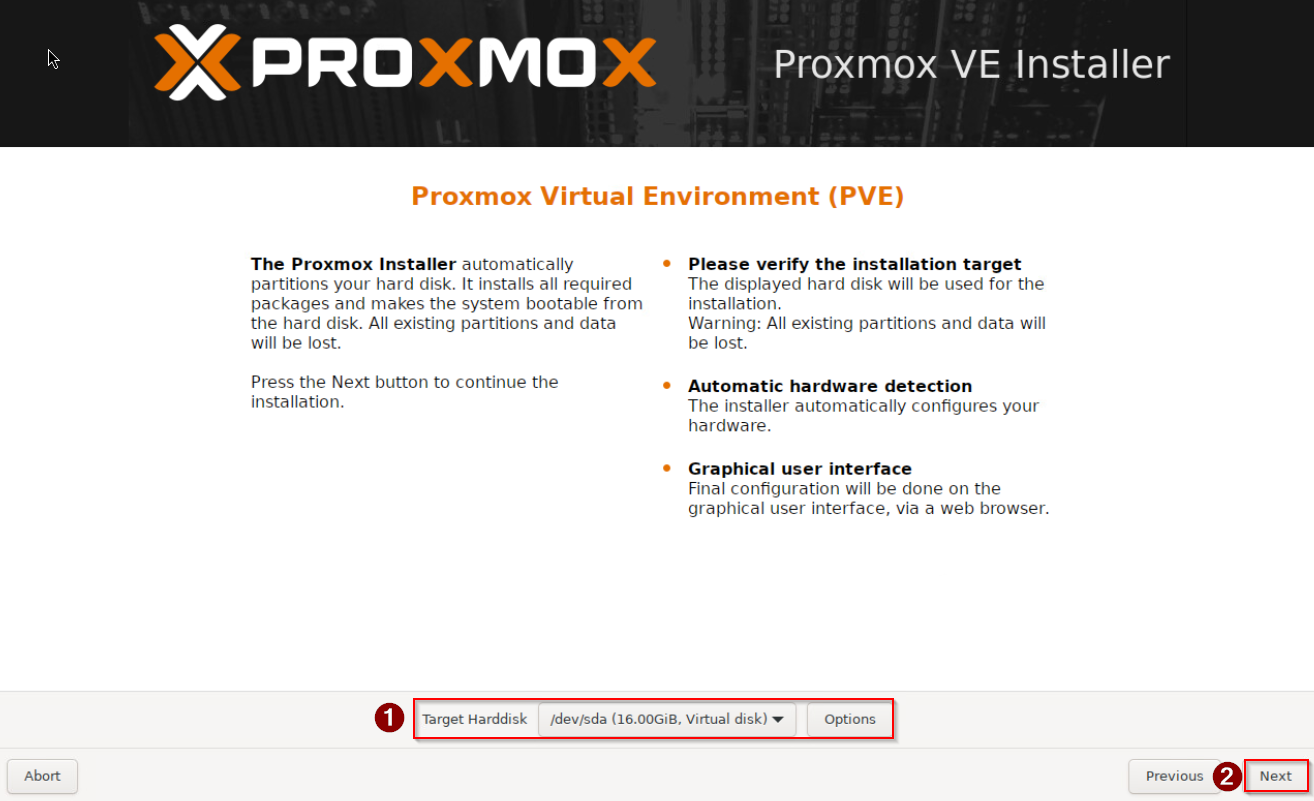 PROXMOX
Proxmox VE Installer
Proxmox Virtual Environment (PVE)
The Proxmox Installer automatically
partitions your hard disk. It installs all required
packages and makes the system bootable from
the hard disk. All existing partitions and data
will be lost.
Press the Next button to continue the
installation.
Please verify the installation target
The displayed hard disk will be used for the
installation.
Warning: All existing partitions and data will
be lost.
Automatic hardware detection
The installer automatically configures your
hardware.
Graphical user interface
Final configuration will be done on the
graphical user interface, via a web browser.
1 Target Harddisk /dev/sda (16.00GiB, Virtual disk) Options
Abort Previous 2 Next